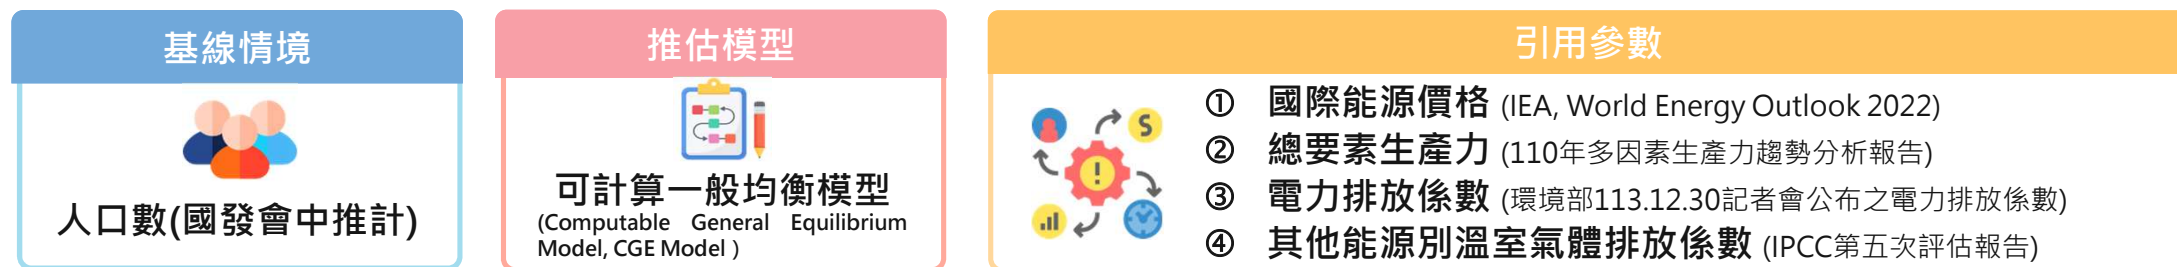 基線情境
人口數(國發會中推計)
推估模型
可計算一般均衡模型
(Computable General Equilibrium
Model, CGE Model )
引用參數
① 國際能源價格 (IEA, World Energy Outlook 2022)
② 總要素生產力 (110年多因素生產力趨勢分析報告)
③ 電力排放係數 (環境部113.12.30記者會公布之電力排放係數)
④ 其他能源別溫室氣體排放係數 (IPCC第五次評估報告)